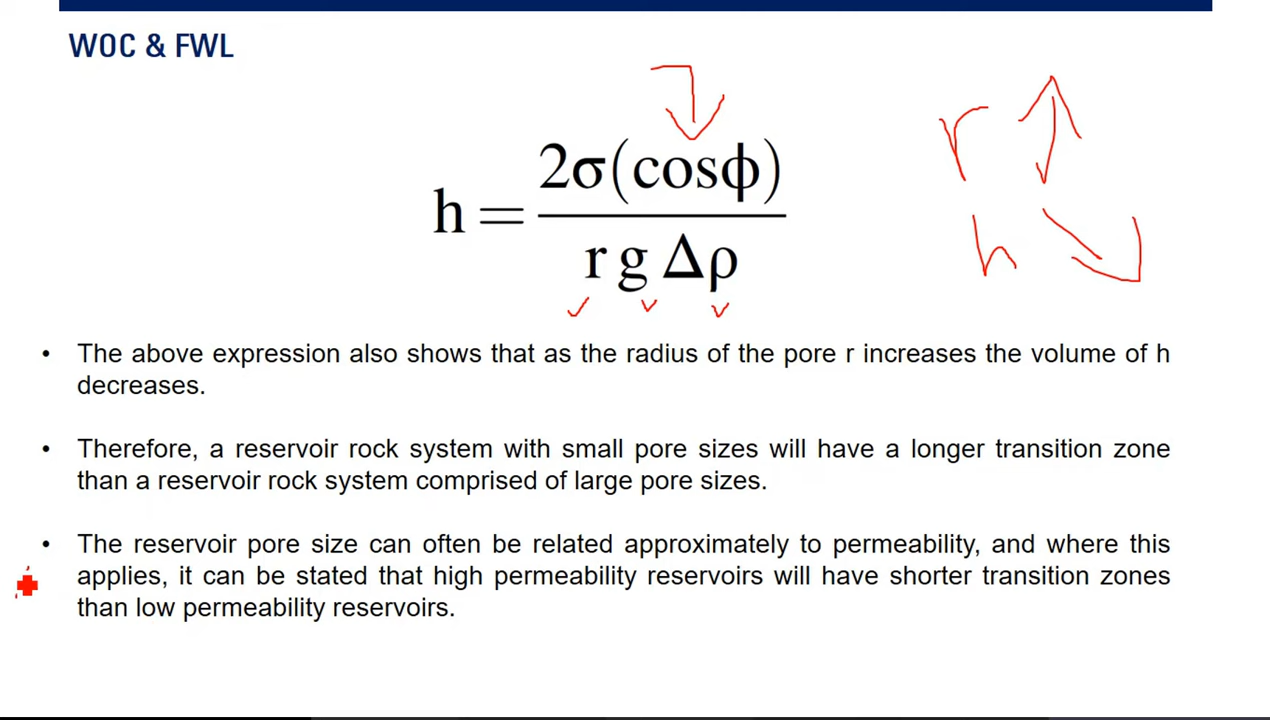 WOC & FWL
h = 2σ(cosϕ) / r g Δρ
r ↑
h ↓
• The above expression also shows that as the radius of the pore r increases the volume of h
decreases.
• Therefore, a reservoir rock system with small pore sizes will have a longer transition zone
than a reservoir rock system comprised of large pore sizes.
• The reservoir pore size can often be related approximately to permeability, and where this
applies, it can be stated that high permeability reservoirs will have shorter transition zones
than low permeability reservoirs.